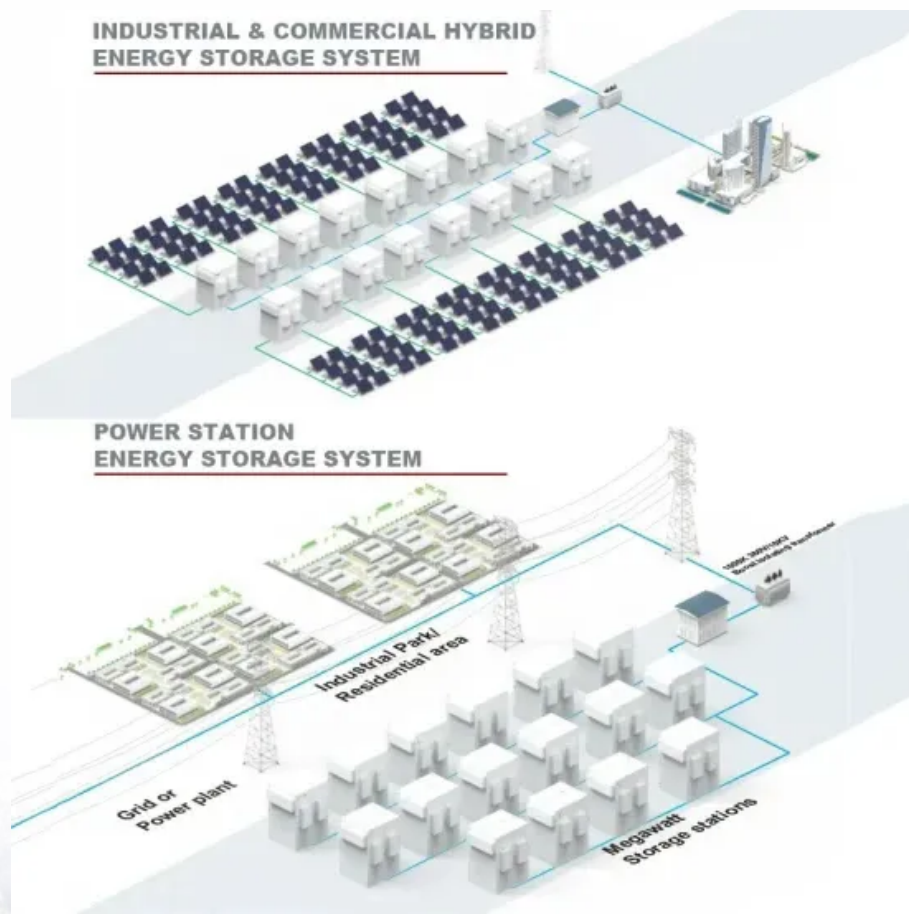 INDUSTRIAL & COMMERCIAL HYBRID
ENERGY STORAGE SYSTEM
POWER STATION
ENERGY STORAGE SYSTEM
Industrial Park/
Residential area
Grid or
Power plant
Megawatt
Storage stations